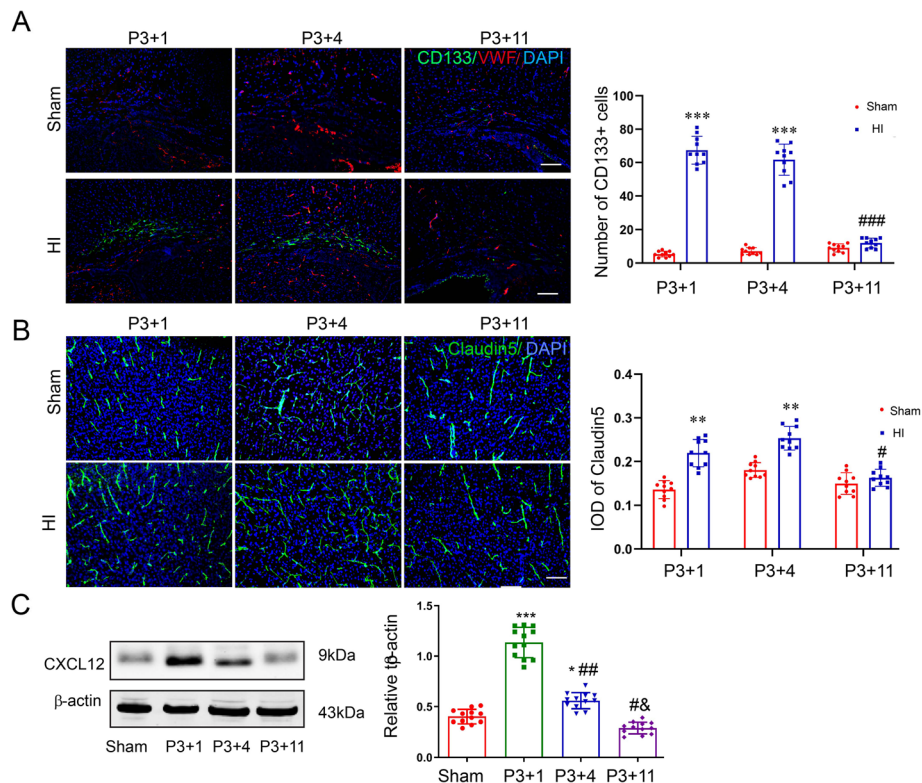 A
P3+1 P3+4 P3+11
CD133/VWF/DAPI
Sham
HI
Number of CD133+ cells
100
80
60
40
20
0
*** *** ###
Sham
HI
P3+1 P3+4 P3+11
B
P3+1 P3+4 P3+11
Claudin5/DAPI
Sham
HI
IOD of Claudin5
0.4
0.3
0.2
0.1
0.0
** ** #
Sham
HI
P3+1 P3+4 P3+11
C
CXCL12 9kDa
β-actin 43kDa
Sham P3+1 P3+4 P3+11
Relative tβ-actin
1.5
1.0
0.5
0.0
*** * ## #&
Sham P3+1 P3+4 P3+11